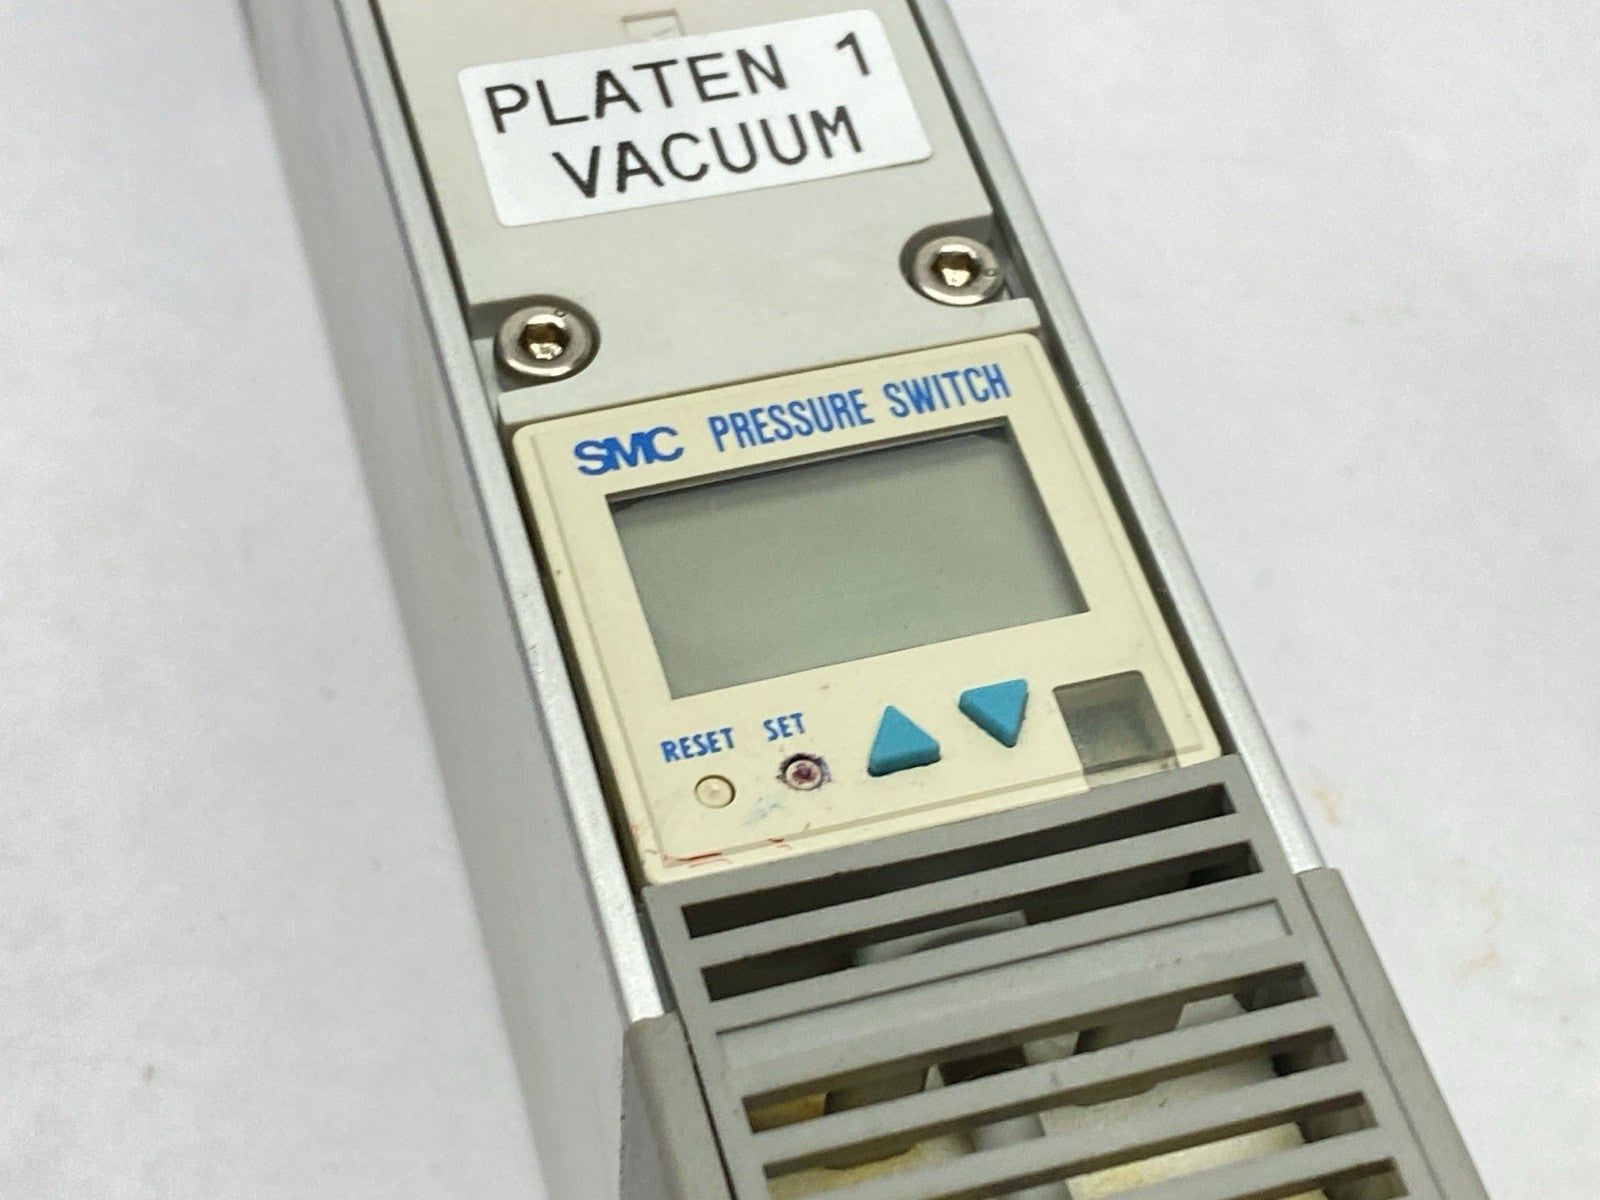 PLATEN 1
VACUUM
SMC PRESSURE SWITCH
RESET SET